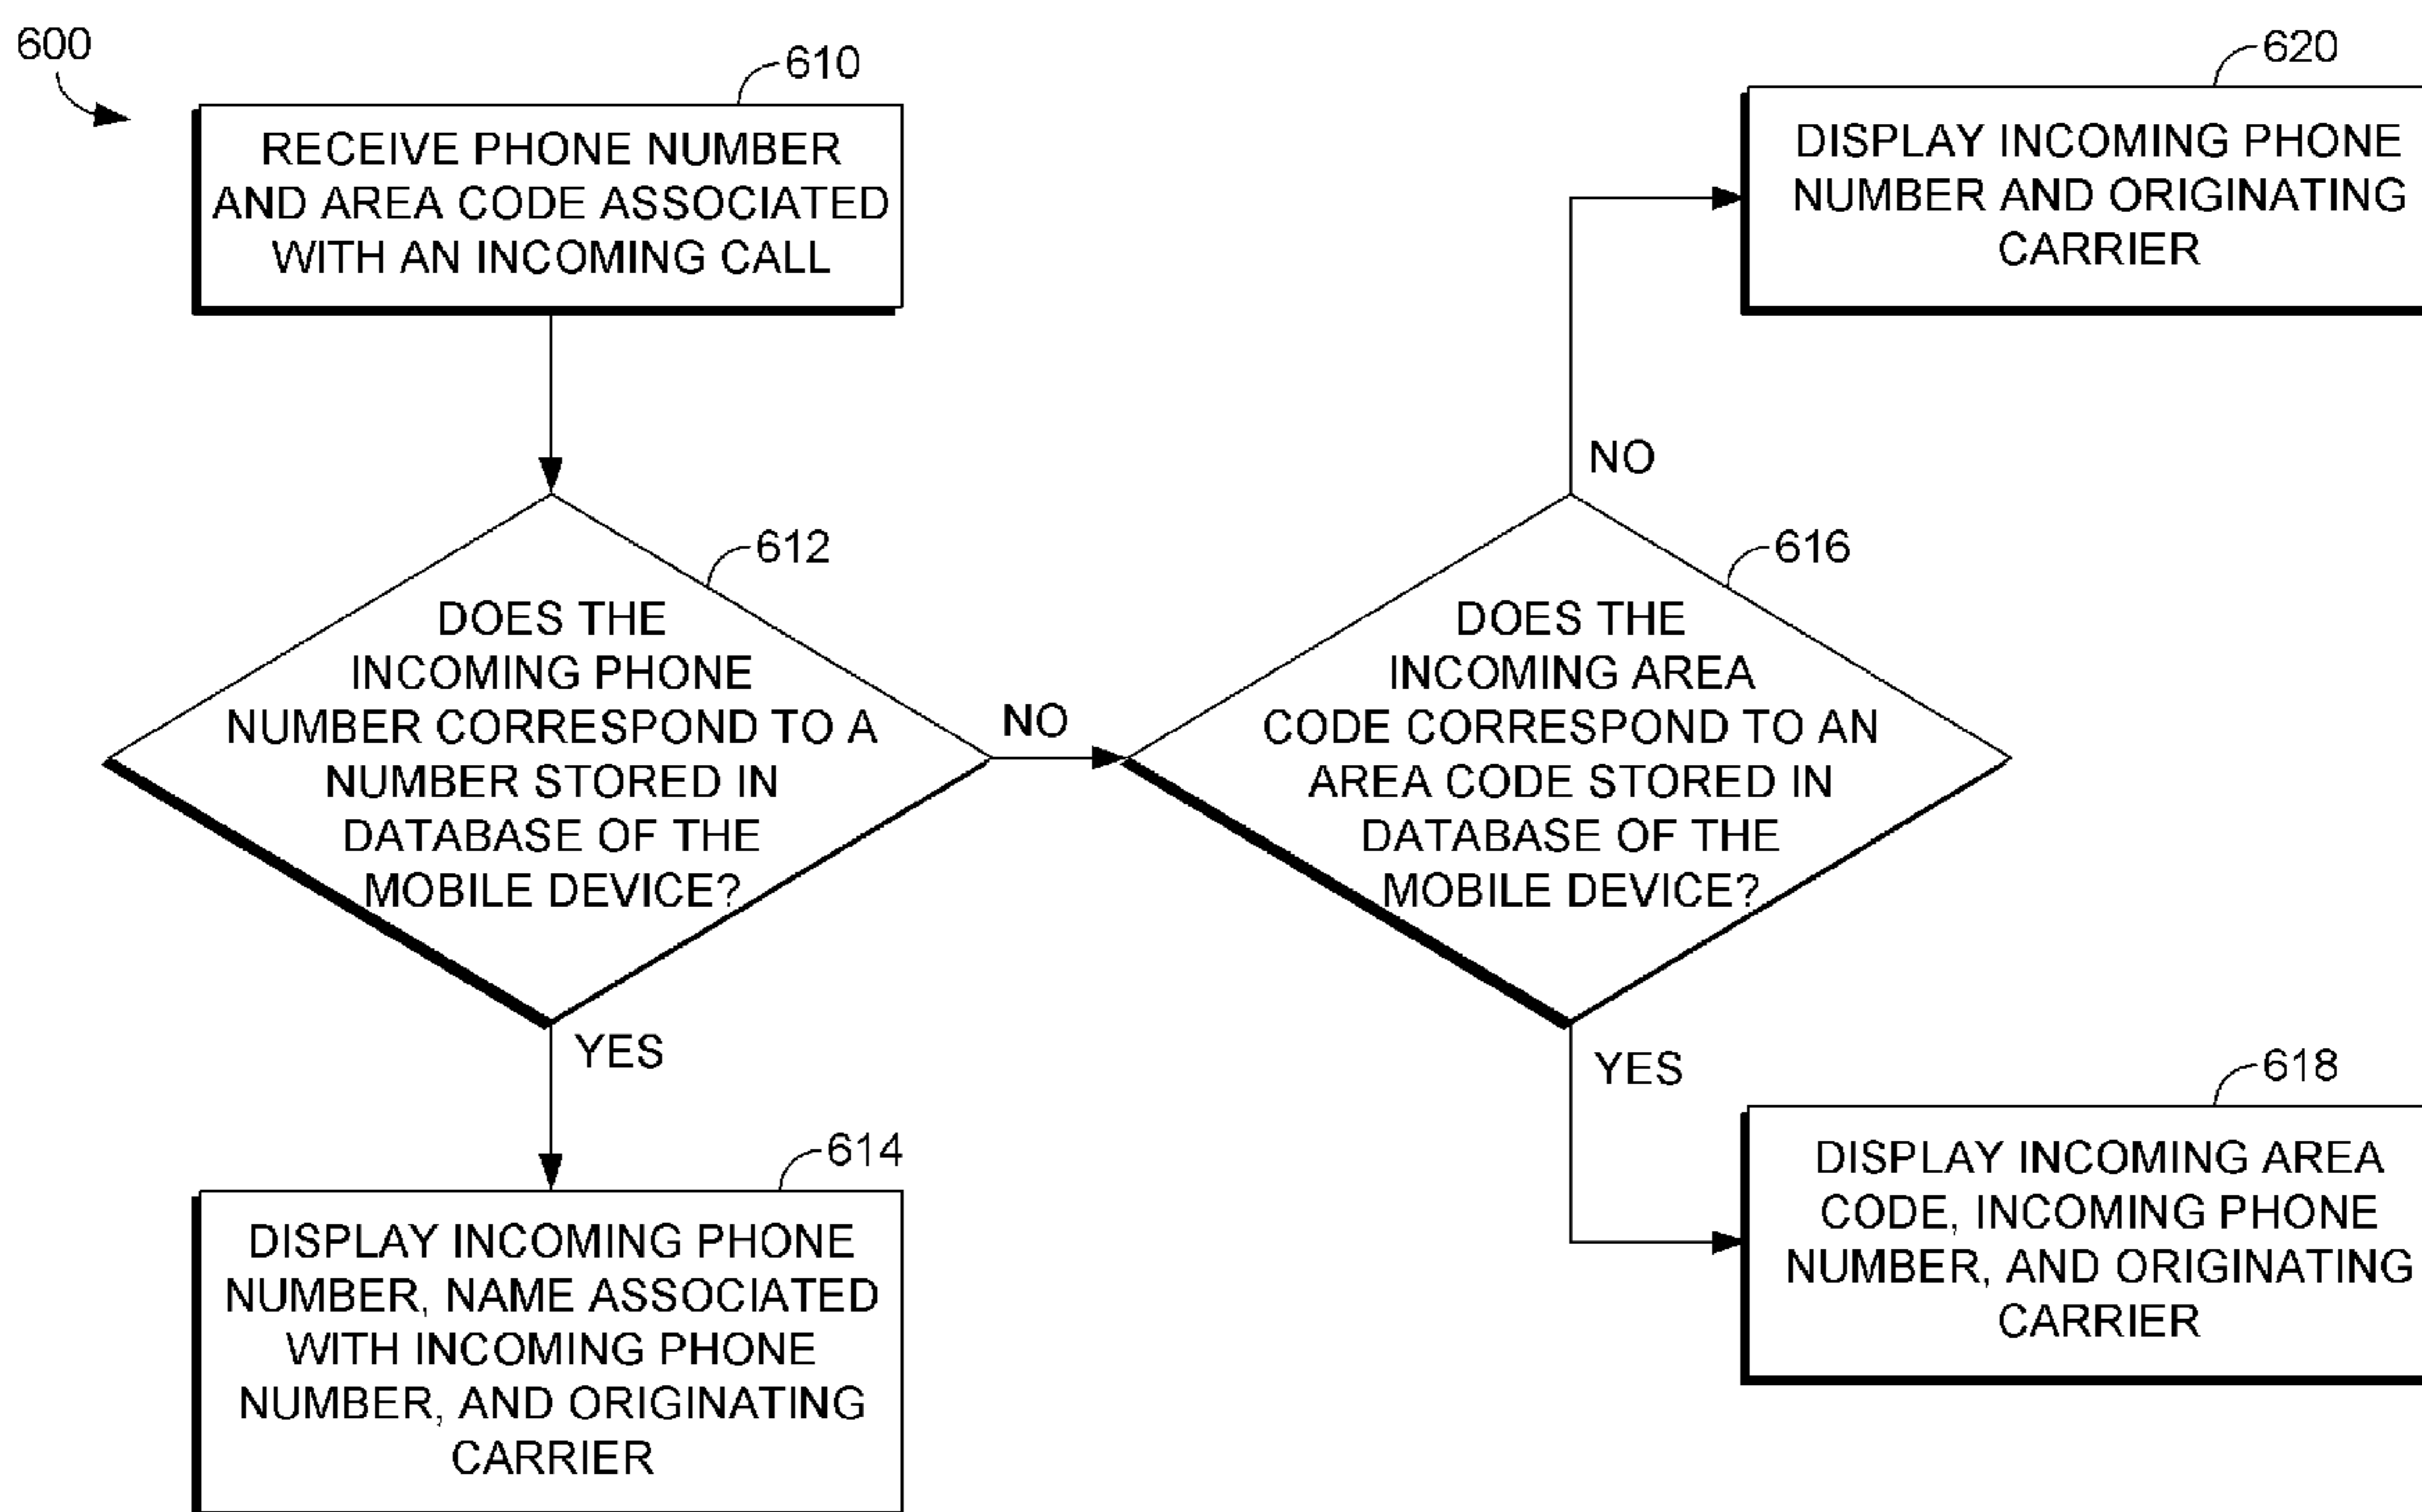 600
610
RECEIVE PHONE NUMBER
AND AREA CODE ASSOCIATED
WITH AN INCOMING CALL
612
DOES THE
INCOMING PHONE
NUMBER CORRESPOND TO A
NUMBER STORED IN
DATABASE OF THE
MOBILE DEVICE?
NO
YES
614
DISPLAY INCOMING PHONE
NUMBER, NAME ASSOCIATED
WITH INCOMING PHONE
NUMBER, AND ORIGINATING
CARRIER
616
DOES THE
INCOMING AREA
CODE CORRESPOND TO AN
AREA CODE STORED IN
DATABASE OF THE
MOBILE DEVICE?
NO
YES
620
DISPLAY INCOMING PHONE
NUMBER AND ORIGINATING
CARRIER
618
DISPLAY INCOMING AREA
CODE, INCOMING PHONE
NUMBER, AND ORIGINATING
CARRIER